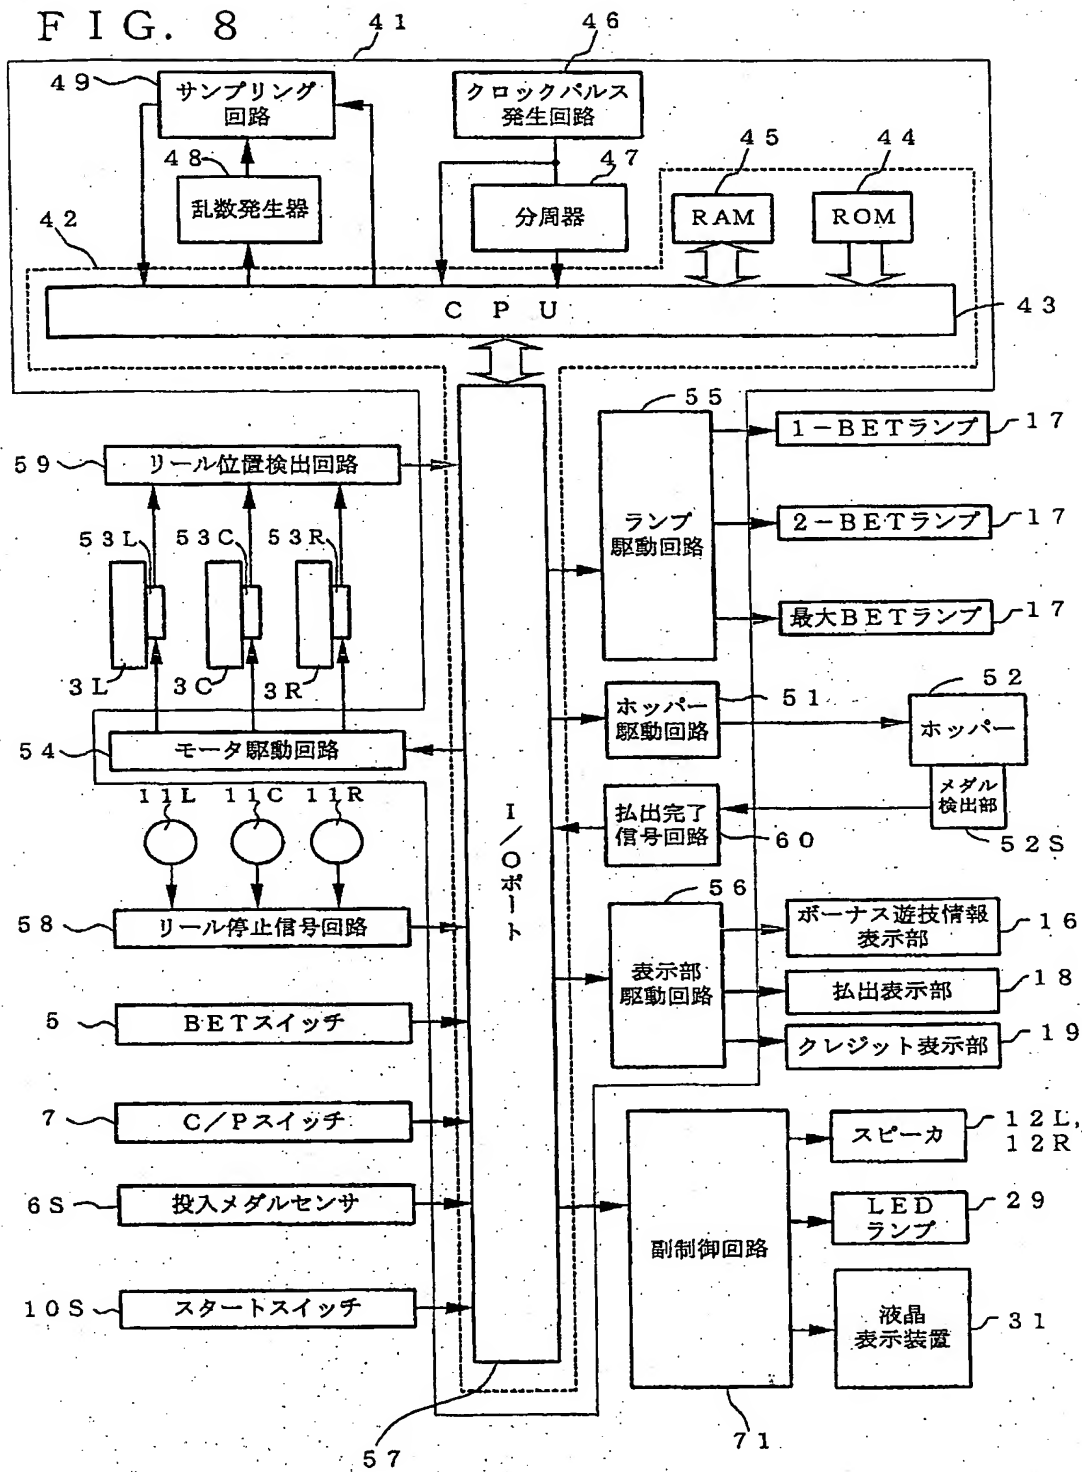 FIG. 8
41
46
49
サンプリング
回路
クロックパルス
発生回路
48
47
45
44
乱数発生器
分周器
RAM
ROM
42
CPU
43
55
1-BETランプ
17
59
リール位置検出回路
ランプ
駆動回路
2-BETランプ
17
53L
53C
53R
最大BETランプ
17
3L
3C
3R
51
52
ホッパー
駆動回路
ホッパー
54
モータ駆動回路
メダル
検出部
52S
11L
11C
11R
払出完了
信号回路
60
I/Oポート
56
58
リール停止信号回路
ボーナス遊技情報
表示部
16
表示部
駆動回路
払出表示部
18
5
BETスイッチ
クレジット表示部
19
7
C/Pスイッチ
スピーカ
12L,
12R
6S
投入メダルセンサ
LED
ランプ
29
副制御回路
10S
スタートスイッチ
液晶
表示装置
31
57
71